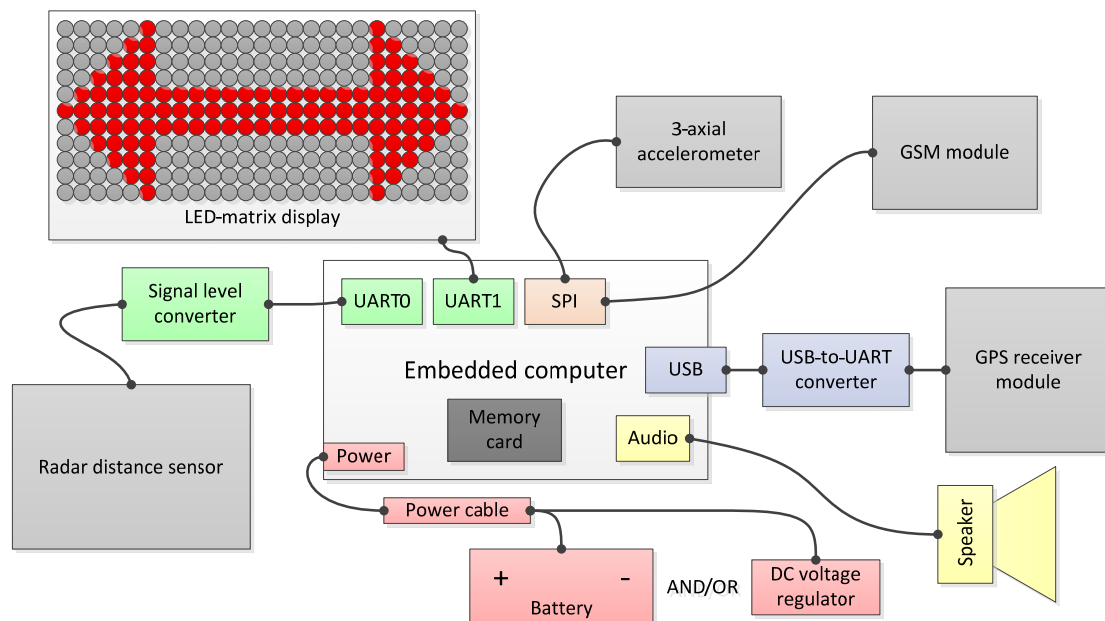 LED-matrix display
3-axial
accelerometer
GSM module
Signal level
converter
UART0
UART1
SPI
Embedded computer
USB
USB-to-UART
converter
GPS receiver
module
Memory
card
Audio
Radar distance sensor
Power
Power cable
Speaker
+ -
Battery
AND/OR
DC voltage
regulator